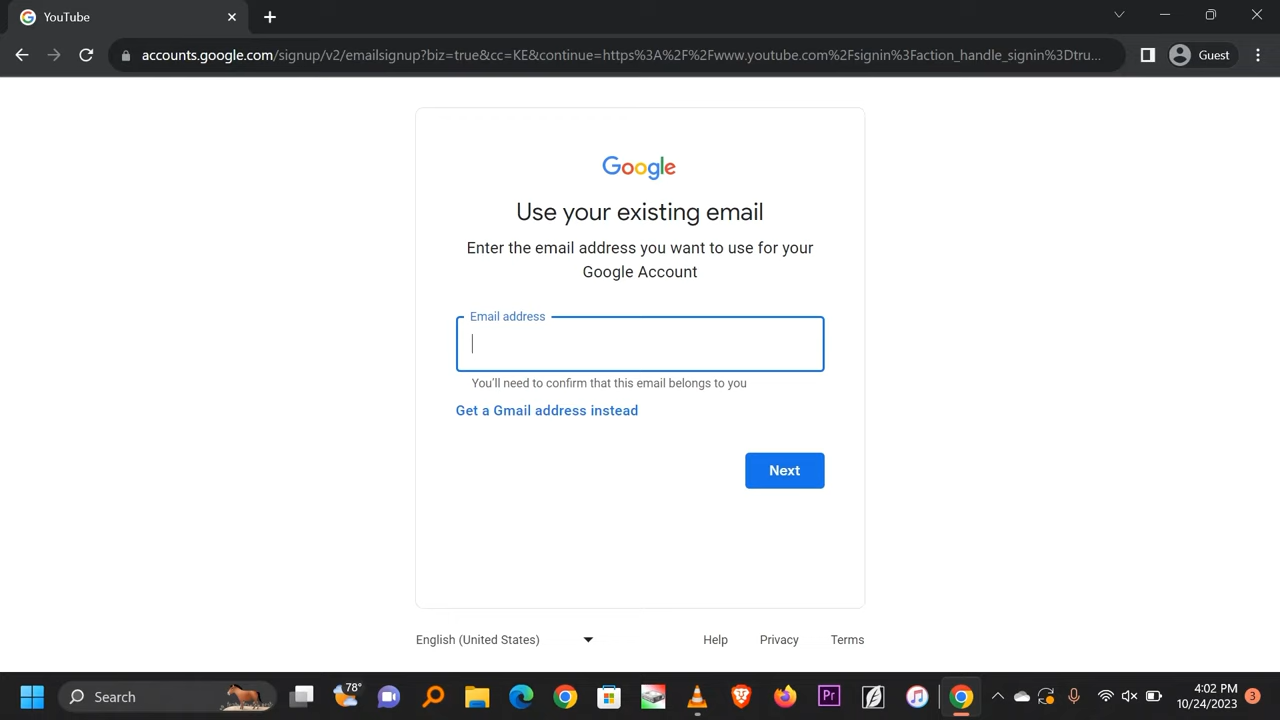 YouTube
accounts.google.com/signup/v2/emailsignup?biz=true&cc=KE&continue=https%3A%2F%2Fwww.youtube.com%2Fsignin%3Faction_handle_signin%3Dtru...
Guest
Google
Use your existing email
Enter the email address you want to use for your
Google Account
Email address
You'll need to confirm that this email belongs to you
Get a Gmail address instead
Next
English (United States)
Help
Privacy
Terms
Search
78°
Pr
4:02 PM
10/24/2023
3